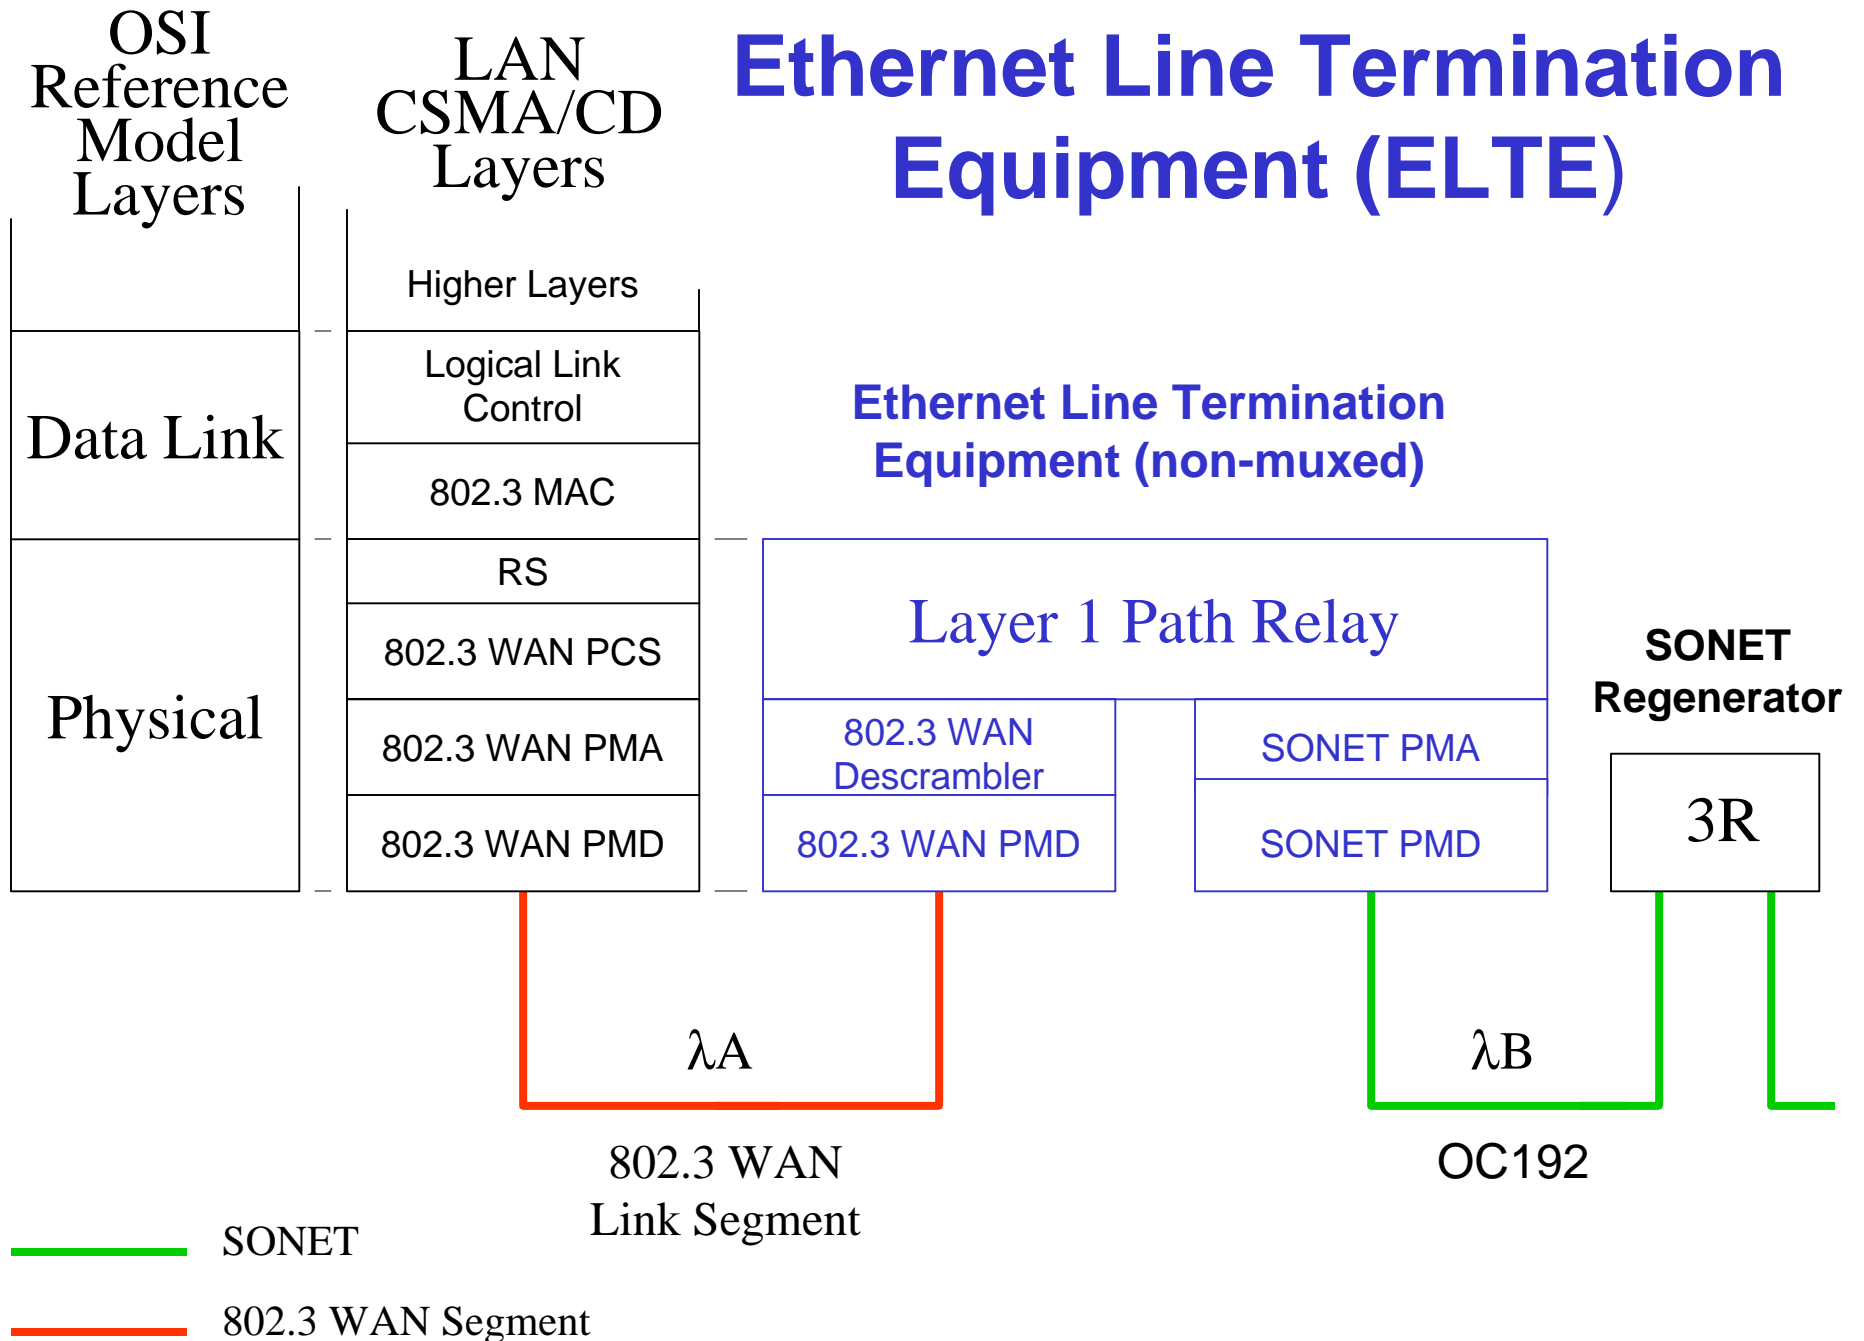 OSI
Reference
Model
Layers
LAN
CSMA/CD
Layers
Ethernet Line Termination
Equipment (ELTE)
Higher Layers
Data Link
Logical Link
Control
802.3 MAC
Ethernet Line Termination
Equipment (non-muxed)
Physical
RS
802.3 WAN PCS
802.3 WAN PMA
802.3 WAN PMD
Layer 1 Path Relay
802.3 WAN
Descrambler
802.3 WAN PMD
SONET PMA
SONET PMD
SONET
Regenerator
3R
λA
λB
802.3 WAN
Link Segment
OC192
SONET
802.3 WAN Segment